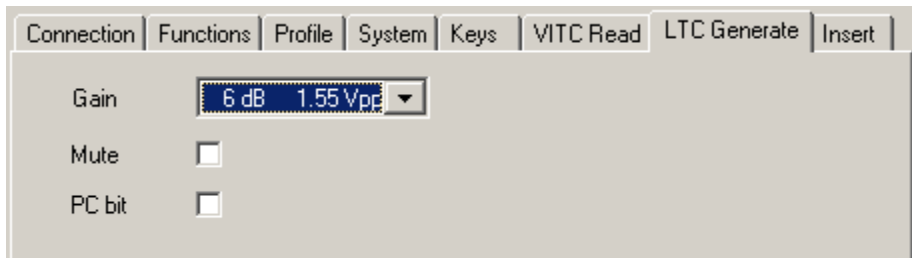 Connection Functions Profile System Keys VITC Read LTC Generate Insert
Gain 6 dB 1.55 Vpp
Mute
PC bit